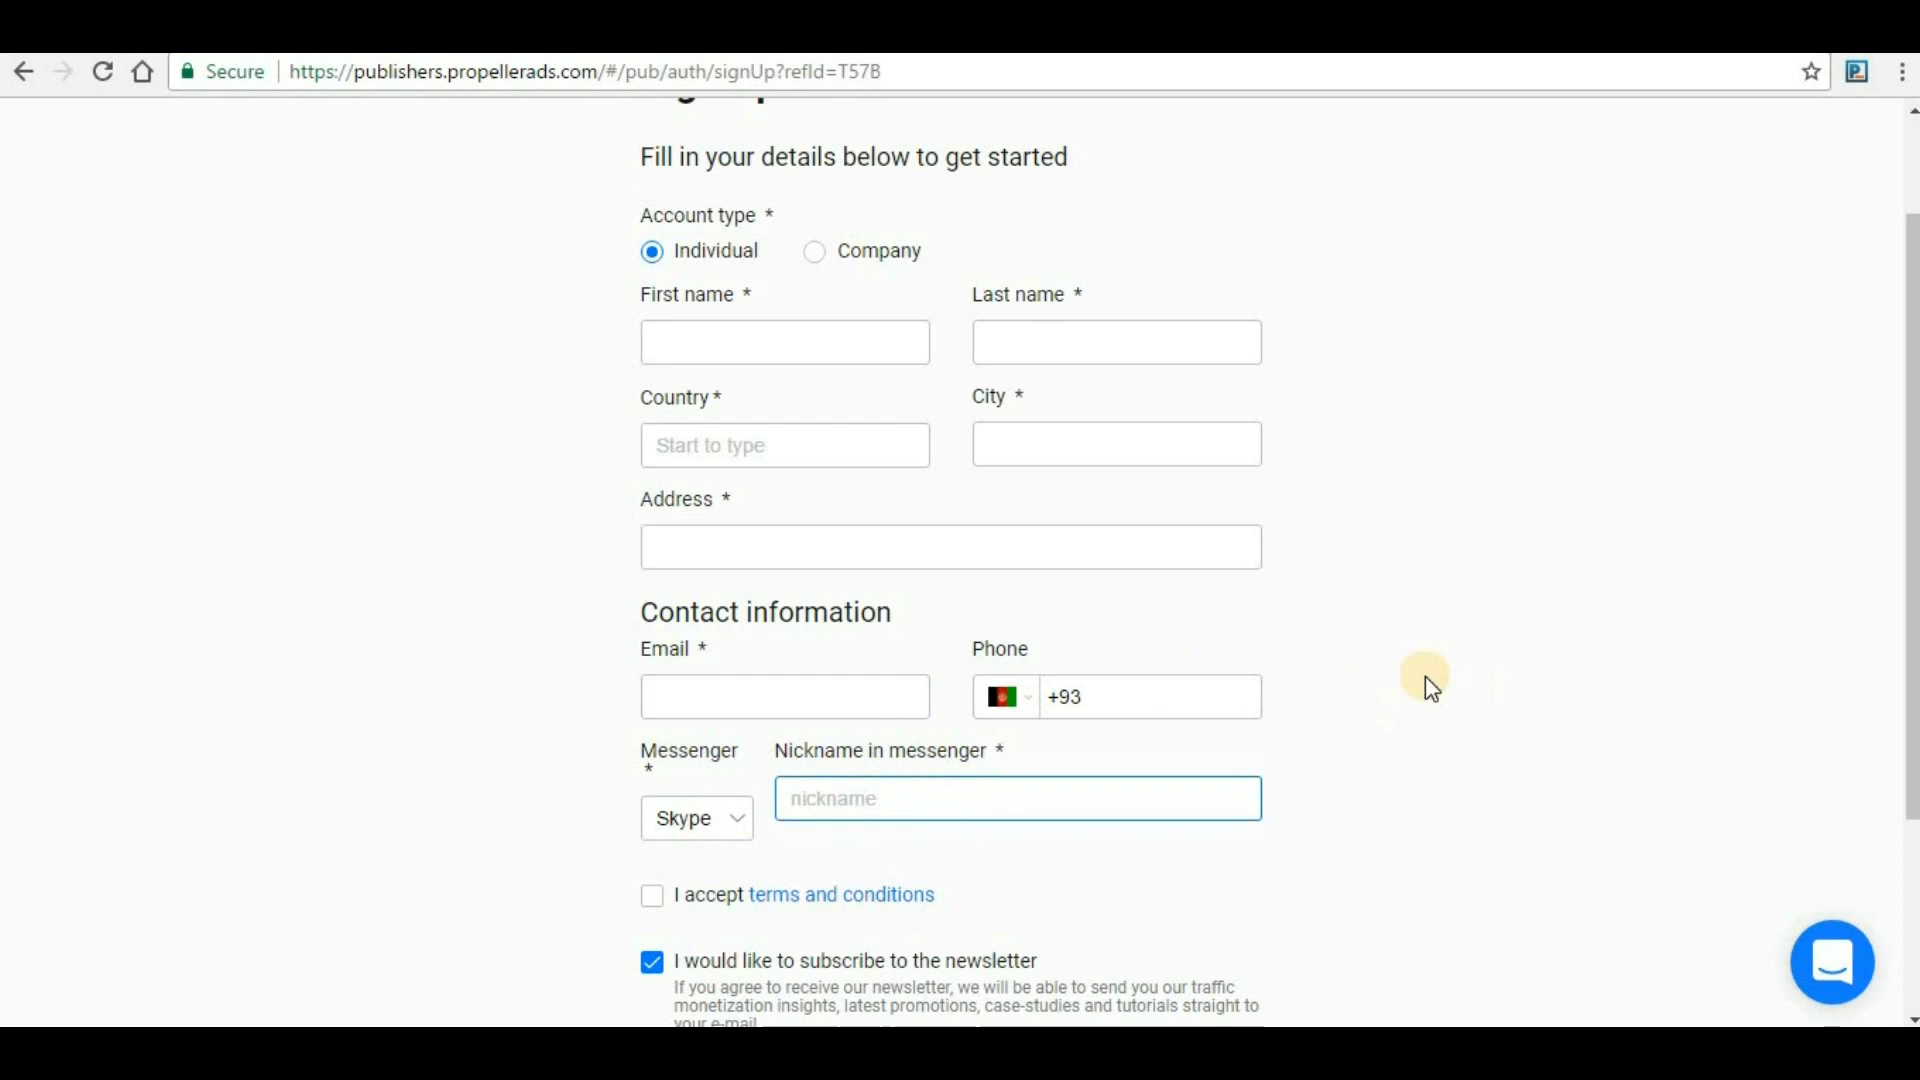 Secure https://publishers.propellerads.com/#/pub/auth/signUp?refId=T57B
Fill in your details below to get started
Account type *
Individual Company
First name * Last name *
Country * City *
Start to type
Address *
Contact information
Email * Phone
+93
Messenger * Nickname in messenger *
Skype nickname
I accept terms and conditions
I would like to subscribe to the newsletter
If you agree to receive our newsletter, we will be able to send you our traffic
monetization insights, latest promotions, case-studies and tutorials straight to
your e-mail